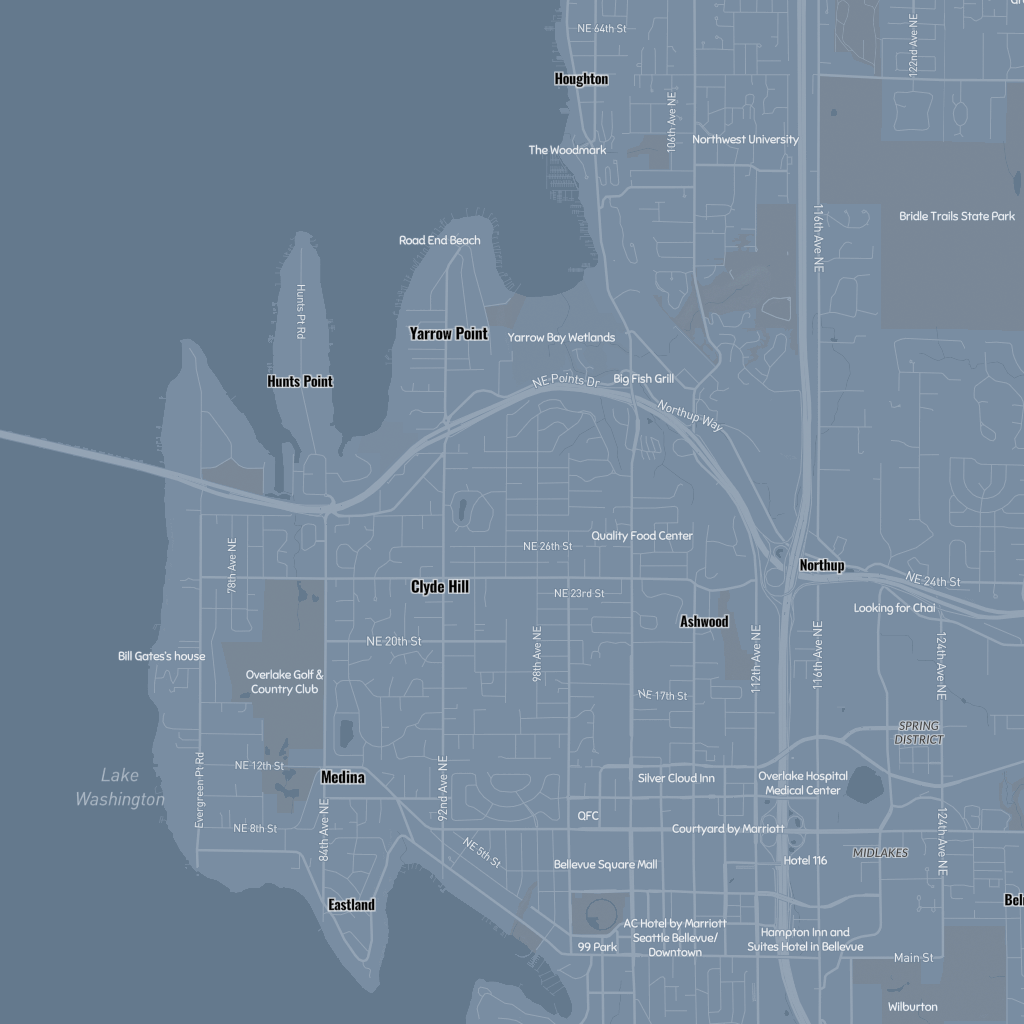 NE 64th St
122nd Ave NE
Houghton
106th Ave NE
Northwest University
The Woodmark
116th Ave NE
Bridle Trails State Park
Road End Beach
Hunts Pt Rd
Yarrow Point
Yarrow Bay Wetlands
Hunts Point
NE Points Dr
Big Fish Grill
Northup Way
Quality Food Center
NE 26th St
78th Ave NE
Northup
NE 24th St
Clyde Hill
NE 23rd St
Looking for Chai
Ashwood
NE 20th St
98th Ave NE
112th Ave NE
116th Ave NE
124th Ave NE
Bill Gates's house
Overlake Golf &
Country Club
NE 17th St
SPRING
DISTRICT
Lake
Washington
NE 12th St
Medina
Silver Cloud Inn
Overlake Hospital
Medical Center
Evergreen Pt Rd
92nd Ave NE
QFC
NE 8th St
84th Ave NE
Courtyard by Marriott
124th Ave NE
NE 5th St
Bellevue Square Mall
Hotel 116
MIDLAKES
Eastland
AC Hotel by Marriott
Seattle Bellevue/
Downtown
99 Park
Hampton Inn and
Suites Hotel In Bellevue
Main St
Wilburton